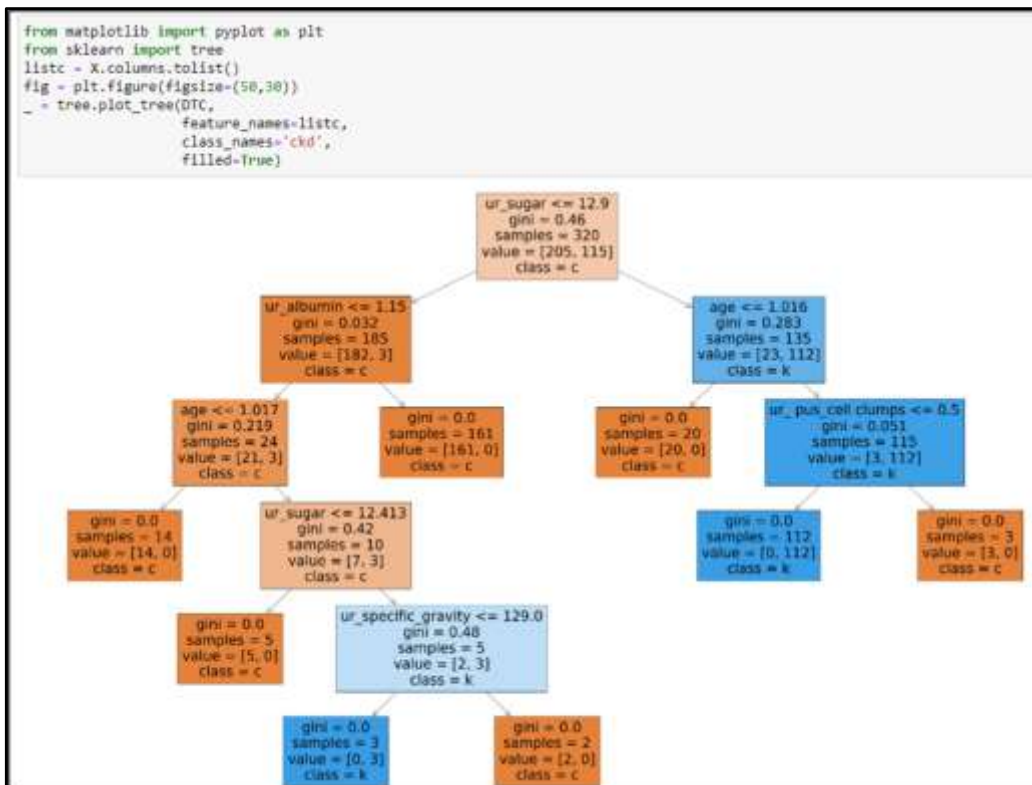 from matplotlib import pyplot as plt
from sklearn import tree
listc = X.columns.tolist()
fig = plt.figure(figsize=(50,30))
_ = tree.plot_tree(DTC,
feature_names=listc,
class_names='ckd',
filled=True)
ur_sugar <= 12.9
gini = 0.46
samples = 320
value = [205, 115]
class = c
ur_albumin <= 1.15
gini = 0.032
samples = 185
value = [182, 3]
class = c
age <= 1.016
gini = 0.283
samples = 135
value = [23, 112]
class = k
age <= 1.017
gini = 0.219
samples = 24
value = [21, 3]
class = c
gini = 0.0
samples = 161
value = [161, 0]
class = c
gini = 0.0
samples = 20
value = [20, 0]
class = c
ur_ pus_cell clumps <= 0.5
gini = 0.051
samples = 115
value = [3, 112]
class = k
gini = 0.0
samples = 14
value = [14, 0]
class = c
ur_sugar <= 12.413
gini = 0.42
samples = 10
value = [7, 3]
class = c
gini = 0.0
samples = 112
value = [0, 112]
class = k
gini = 0.0
samples = 3
value = [3, 0]
class = c
gini = 0.0
samples = 5
value = [5, 0]
class = c
ur_specific_gravity <= 129.0
gini = 0.48
samples = 5
value = [2, 3]
class = k
gini = 0.0
samples = 3
value = [0, 3]
class = k
gini = 0.0
samples = 2
value = [2, 0]
class = c